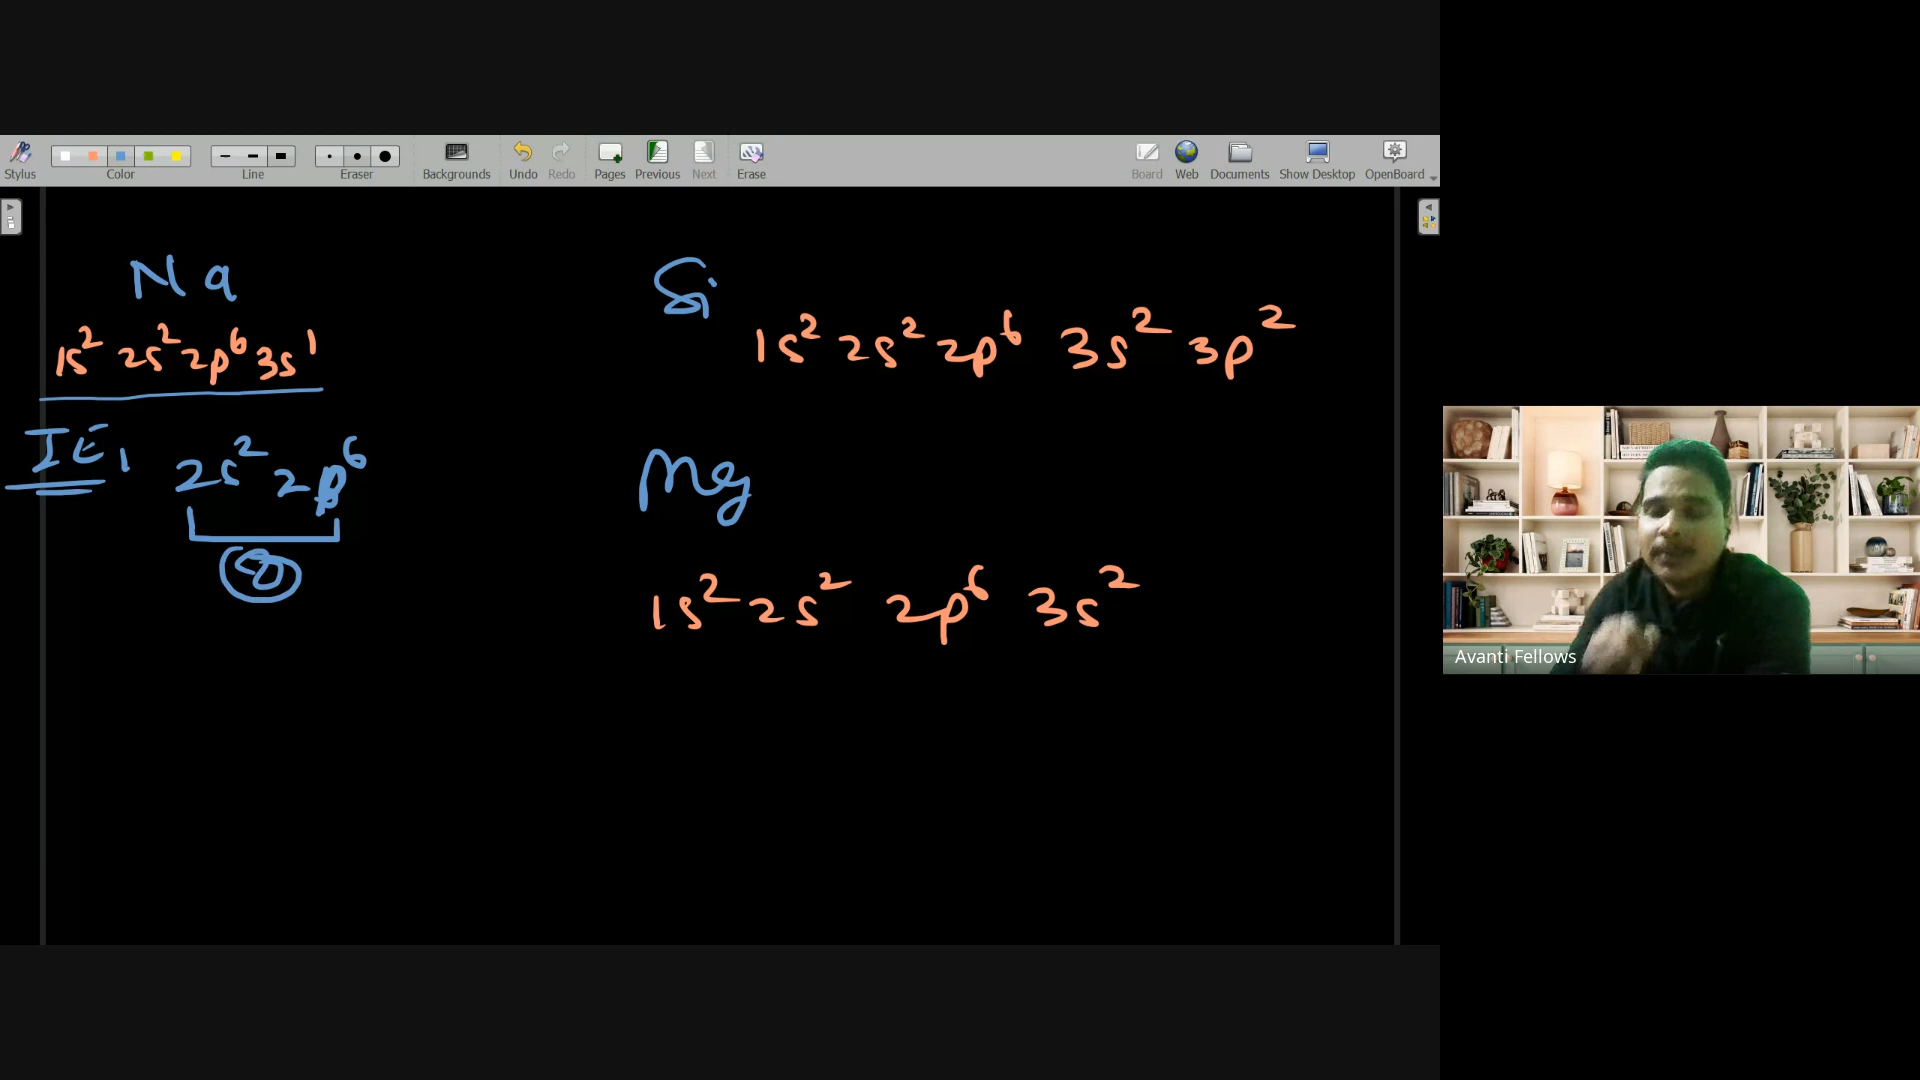 Stylus Color Line Eraser Backgrounds Undo Redo Pages Previous Next Erase Board Web Documents Show Desktop OpenBoard
Na
1s² 2s² 2p⁶ 3s¹
IE₁ 2s² 2p⁶
8
Si
1s² 2s² 2p⁶ 3s² 3p²
Mg
1s² 2s² 2p⁶ 3s²
Avanti Fellows